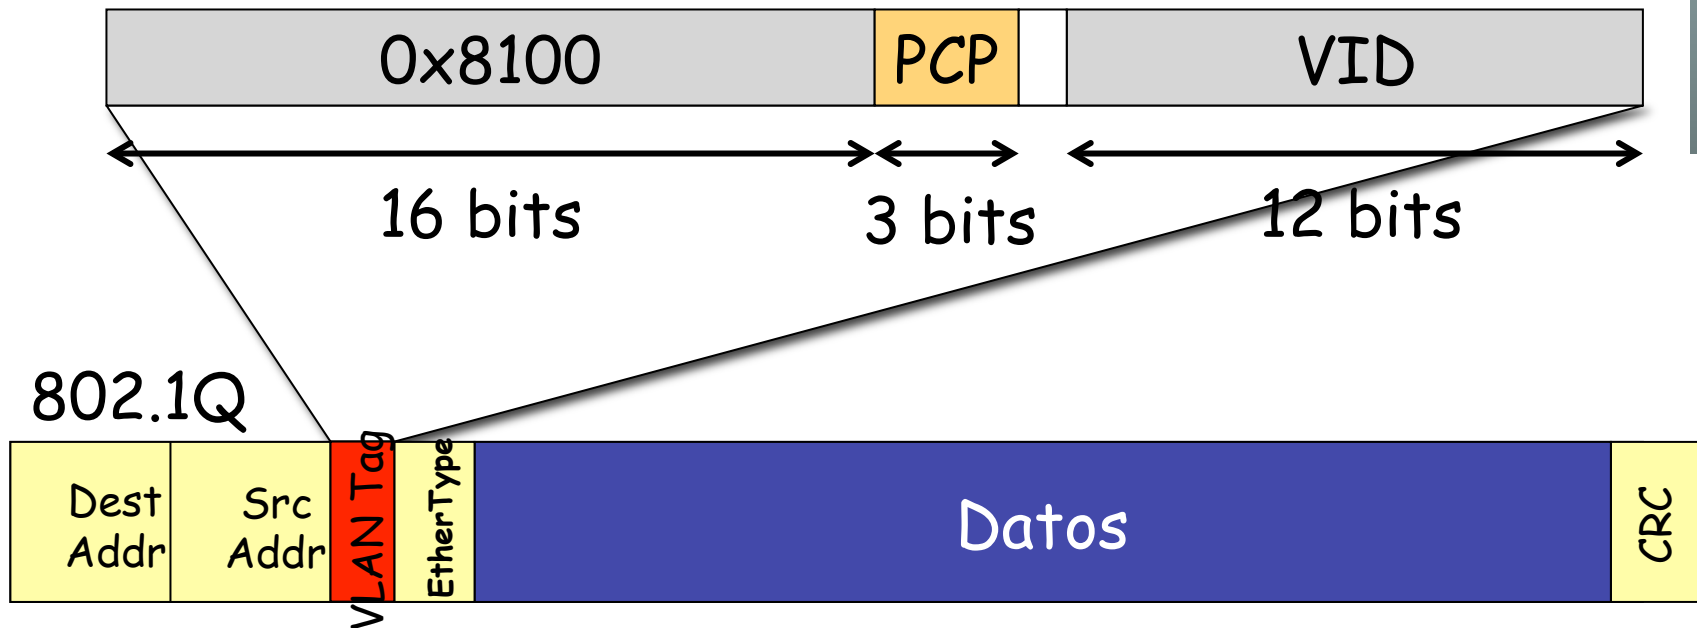 0x8100 PCP VID
16 bits 3 bits 12 bits
802.1Q
Dest Addr
Src Addr
VLAN Tag
EtherType
Datos
CRC